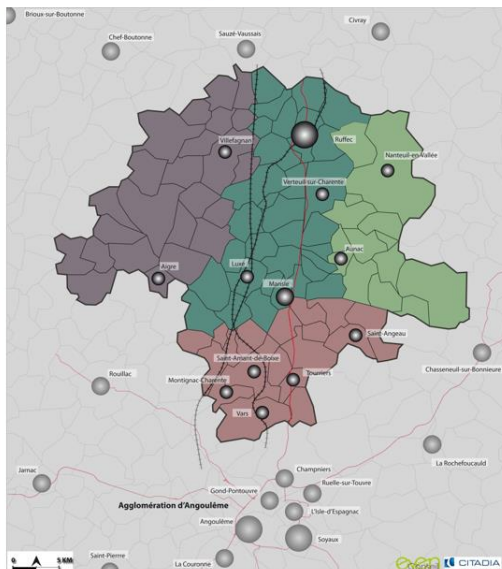 Brioux-sur-Boutonne
Civray
Sauzé-Vaussais
Chef-Boutonne
Villefagnan
Ruffec
Nanteuil-en-Vallée
Verteuil-sur-Charente
Aunac
Aigre
Luxé
Mansle
Saint-Angeau
Saint-Amant-de-Boixe
Chasseneuil-sur-Bonnieure
Rouillac
Montignac-Charente
Tourriers
Vars
La Rochefoucauld
Champniers
Jarnac
Ruelle-sur-Touvre
Gond-Pontouvre
Agglomération d'Angoulême
L'Isle-d'Espagnac
Angoulême
Soyaux
La Couronne
Saint-Pierre
0 5 KM
CITADIA